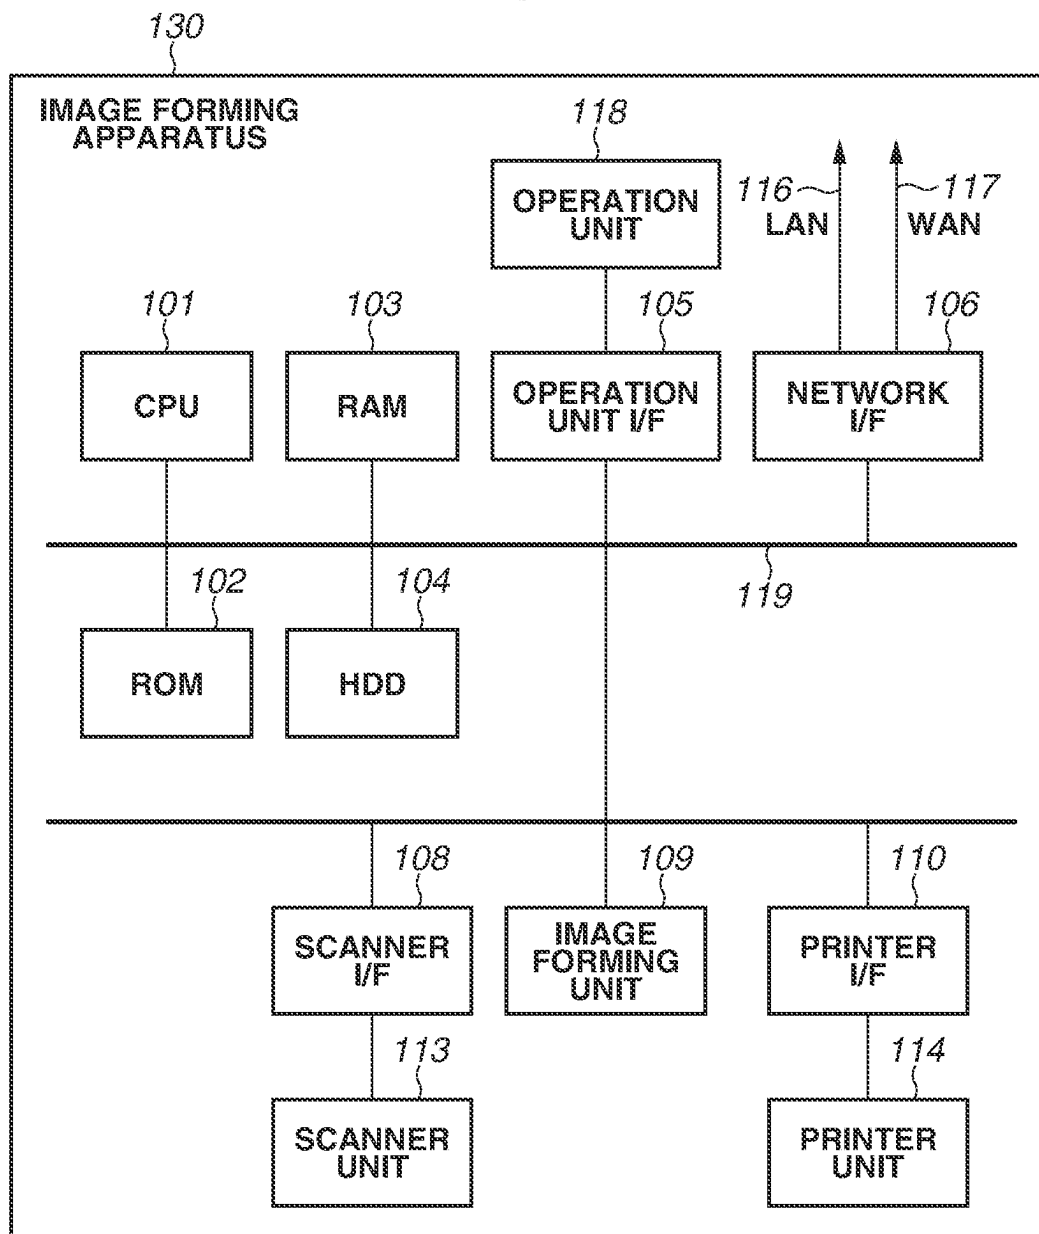 130
IMAGE FORMING
APPARATUS
118
OPERATION
UNIT
116
LAN
117
WAN
101
CPU
103
RAM
105
OPERATION
UNIT I/F
106
NETWORK
I/F
119
102
ROM
104
HDD
108
SCANNER
I/F
109
IMAGE
FORMING
UNIT
110
PRINTER
I/F
113
SCANNER
UNIT
114
PRINTER
UNIT